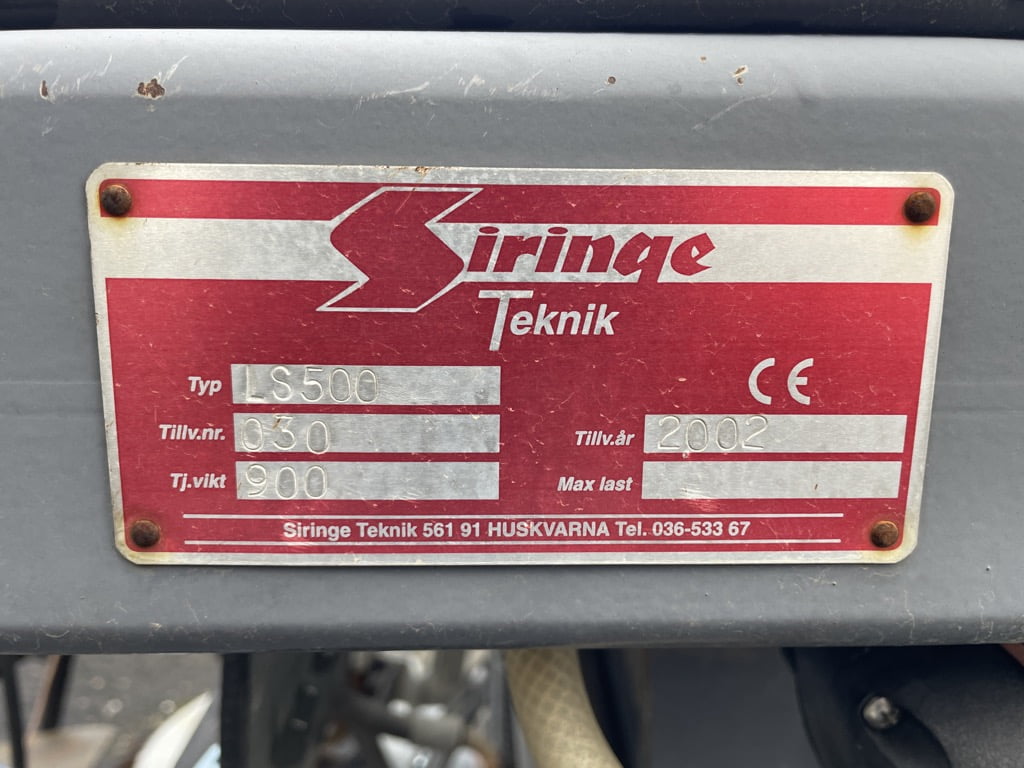 Siringe
Teknik
CE
Typ LS500
Tillv.nr. 030 Tillv.år 2002
Tj.vikt 900 Max last
Siringe Teknik 561 91 HUSKVARNA Tel. 036-533 67